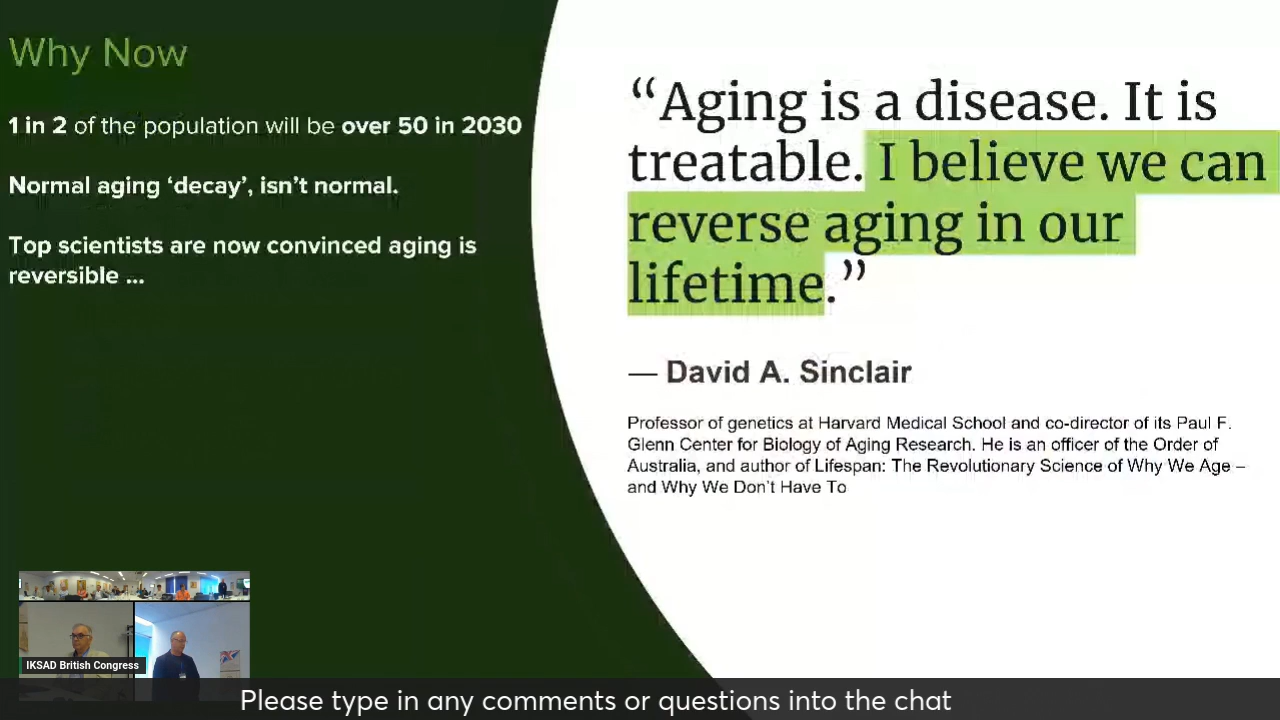 Why Now
1 in 2 of the population will be over 50 in 2030
Normal aging ‘decay’, isn’t normal.
Top scientists are now convinced aging is
reversible ...
“Aging is a disease. It is
treatable. I believe we can
reverse aging in our
lifetime.”
— David A. Sinclair
Professor of genetics at Harvard Medical School and co-director of its Paul F.
Glenn Center for Biology of Aging Research. He is an officer of the Order of
Australia, and author of Lifespan: The Revolutionary Science of Why We Age –
and Why We Don’t Have To
IKSAD British Congress
Please type in any comments or questions into the chat